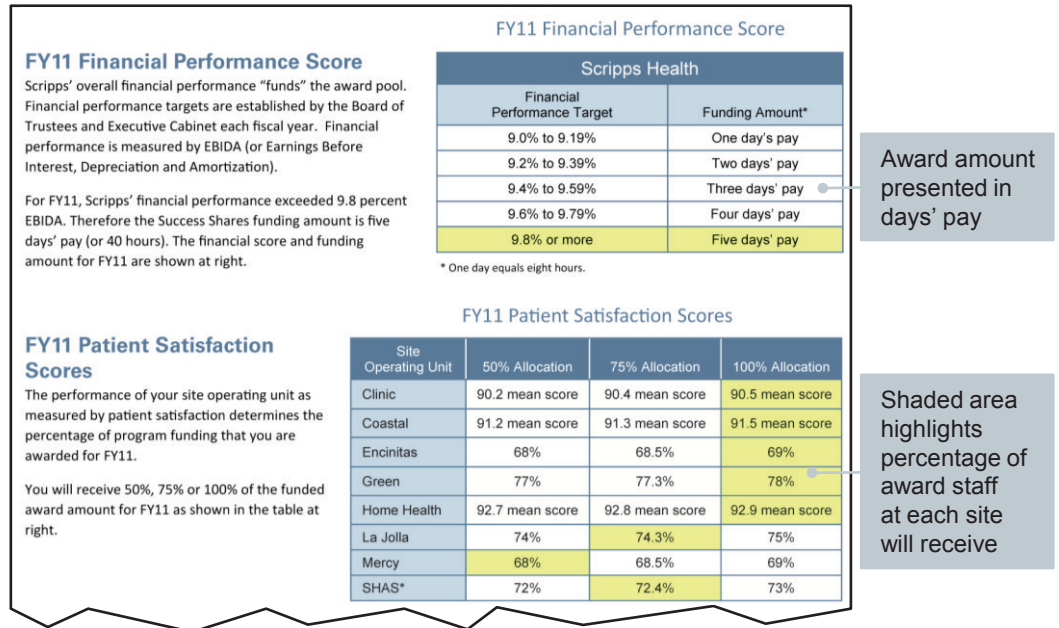 FY11 Financial Performance Score
Scripps' overall financial performance "funds" the award pool.
Financial performance targets are established by the Board of
Trustees and Executive Cabinet each fiscal year. Financial
performance is measured by EBIDA (or Earnings Before
Interest, Depreciation and Amortization).
For FY11, Scripps' financial performance exceeded 9.8 percent
EBIDA. Therefore the Success Shares funding amount is five
days' pay (or 40 hours). The financial score and funding
amount for FY11 are shown at right.
FY11 Financial Performance Score
Scripps Health
Financial
Performance Target Funding Amount*
9.0% to 9.19% One day's pay
9.2% to 9.39% Two days' pay
9.4% to 9.59% Three days' pay
9.6% to 9.79% Four days' pay
9.8% or more Five days' pay
* One day equals eight hours.
Award amount
presented in
days' pay
FY11 Patient Satisfaction
Scores
The performance of your site operating unit as
measured by patient satisfaction determines the
percentage of program funding that you are
awarded for FY11.
You will receive 50%, 75% or 100% of the funded
award amount for FY11 as shown in the table at
right.
FY11 Patient Satisfaction Scores
Site
Operating Unit 50% Allocation 75% Allocation 100% Allocation
Clinic 90.2 mean score 90.4 mean score 90.5 mean score
Coastal 91.2 mean score 91.3 mean score 91.5 mean score
Encinitas 68% 68.5% 69%
Green 77% 77.3% 78%
Home Health 92.7 mean score 92.8 mean score 92.9 mean score
La Jolla 74% 74.3% 75%
Mercy 68% 68.5% 69%
SHAS* 72% 72.4% 73%
Shaded area
highlights
percentage of
award staff
at each site
will receive